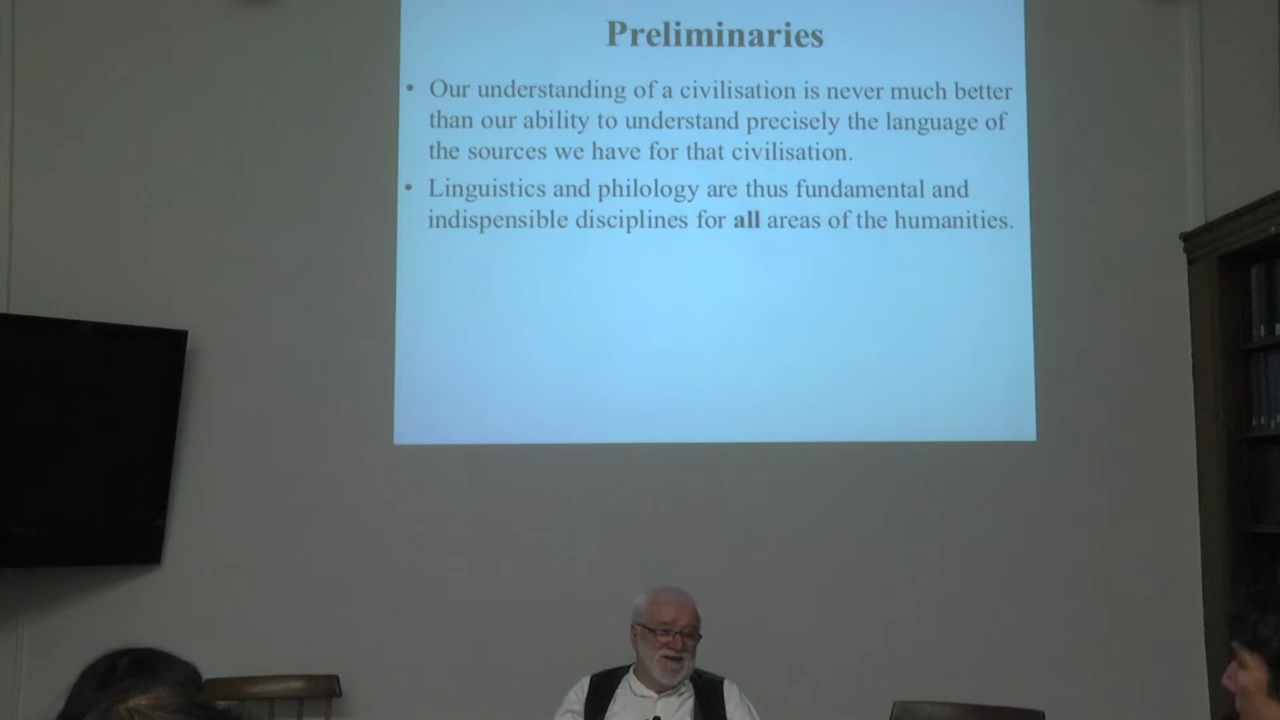 Preliminaries
• Our understanding of a civilisation is never much better
than our ability to understand precisely the language of
the sources we have for that civilisation.
• Linguistics and philology are thus fundamental and
indispensible disciplines for all areas of the humanities.